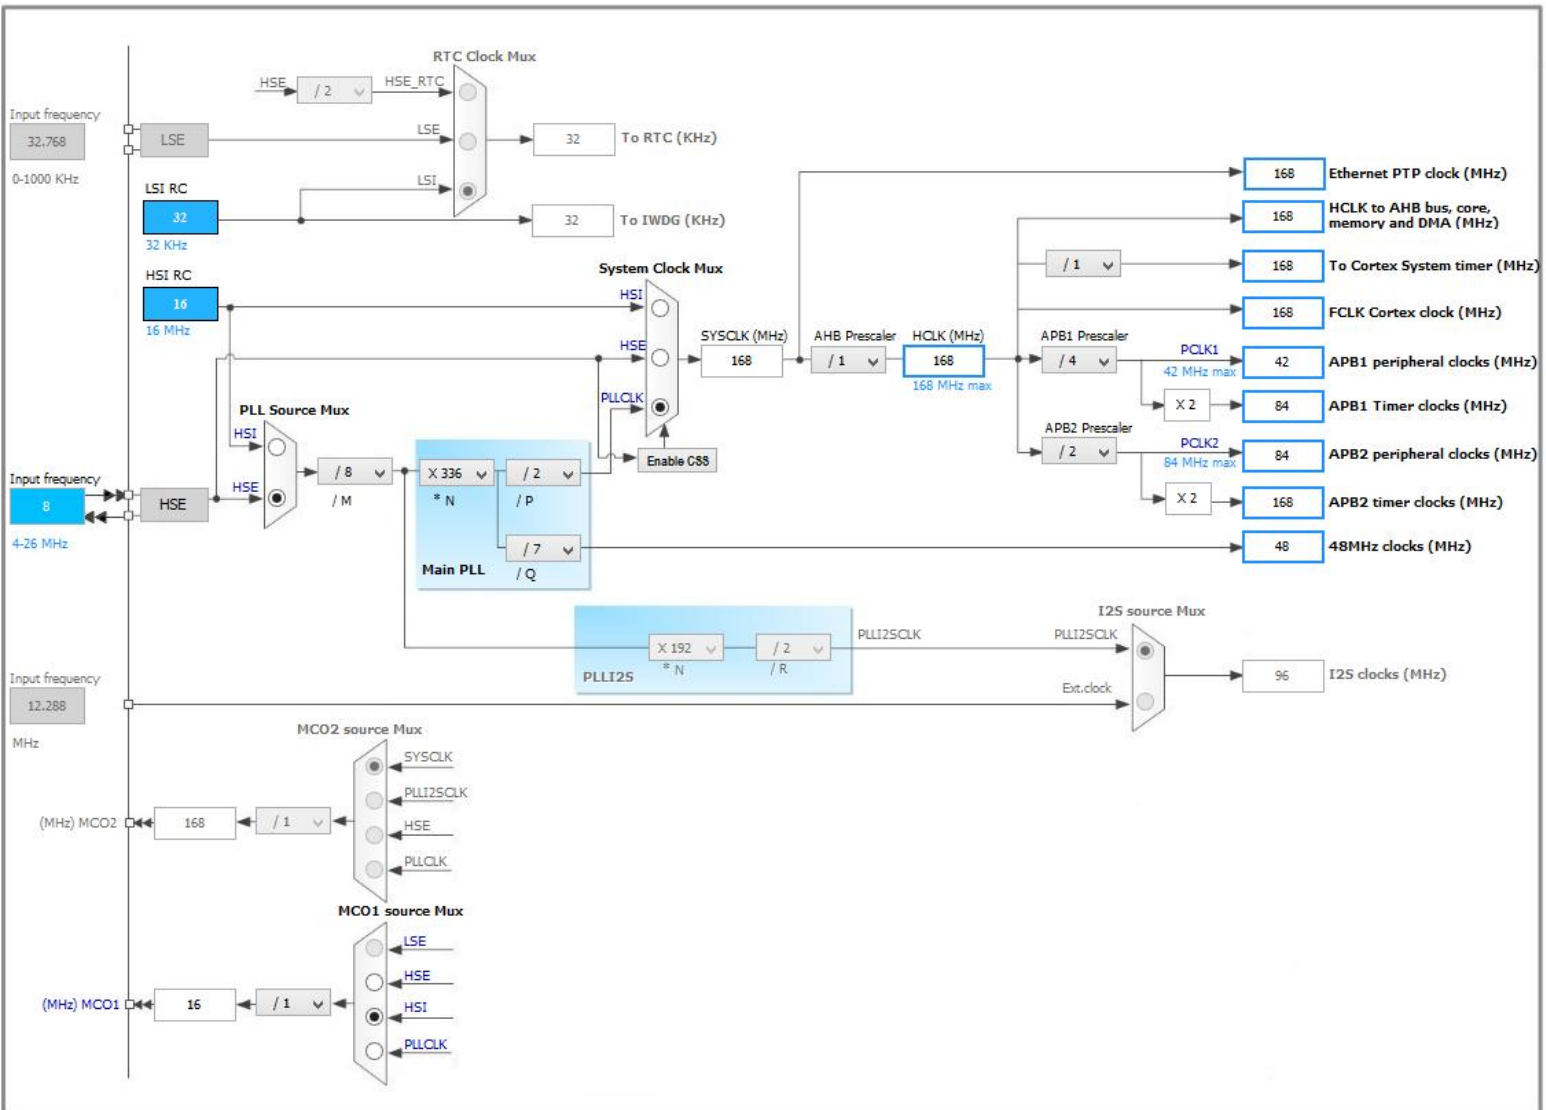 RTC Clock Mux
HSE
/ 2
HSE_RTC
Input frequency
32.768
0-1000 KHz
LSE
LSE
32
To RTC (KHz)
LSI
LSI RC
32
32 KHz
32
To IWDG (KHz)
HSI RC
16
16 MHz
System Clock Mux
HSI
HSE
PLLCLK
Enable CSS
SYSCLK (MHz)
168
AHB Prescaler
/ 1
HCLK (MHz)
168
168 MHz max
168
Ethernet PTP clock (MHz)
168
HCLK to AHB bus, core,
memory and DMA (MHz)
/ 1
168
To Cortex System timer (MHz)
168
FCLK Cortex clock (MHz)
APB1 Prescaler
/ 4
PCLK1
42 MHz max
42
APB1 peripheral clocks (MHz)
X 2
84
APB1 Timer clocks (MHz)
APB2 Prescaler
/ 2
PCLK2
84 MHz max
84
APB2 peripheral clocks (MHz)
X 2
168
APB2 timer clocks (MHz)
48
48MHz clocks (MHz)
PLL Source Mux
HSI
HSE
Input frequency
8
4-26 MHz
HSE
/ 8
/ M
X 336
* N
/ 2
/ P
/ 7
/ Q
Main PLL
X 192
* N
/ 2
/ R
PLLI2S
PLLI2SCLK
I2S source Mux
PLLI2SCLK
Ext.clock
96
I2S clocks (MHz)
Input frequency
12.288
MHz
MCO2 source Mux
SYSCLK
PLLI2SCLK
HSE
PLLCLK
(MHz) MCO2
168
/ 1
MCO1 source Mux
LSE
HSE
HSI
PLLCLK
(MHz) MCO1
16
/ 1